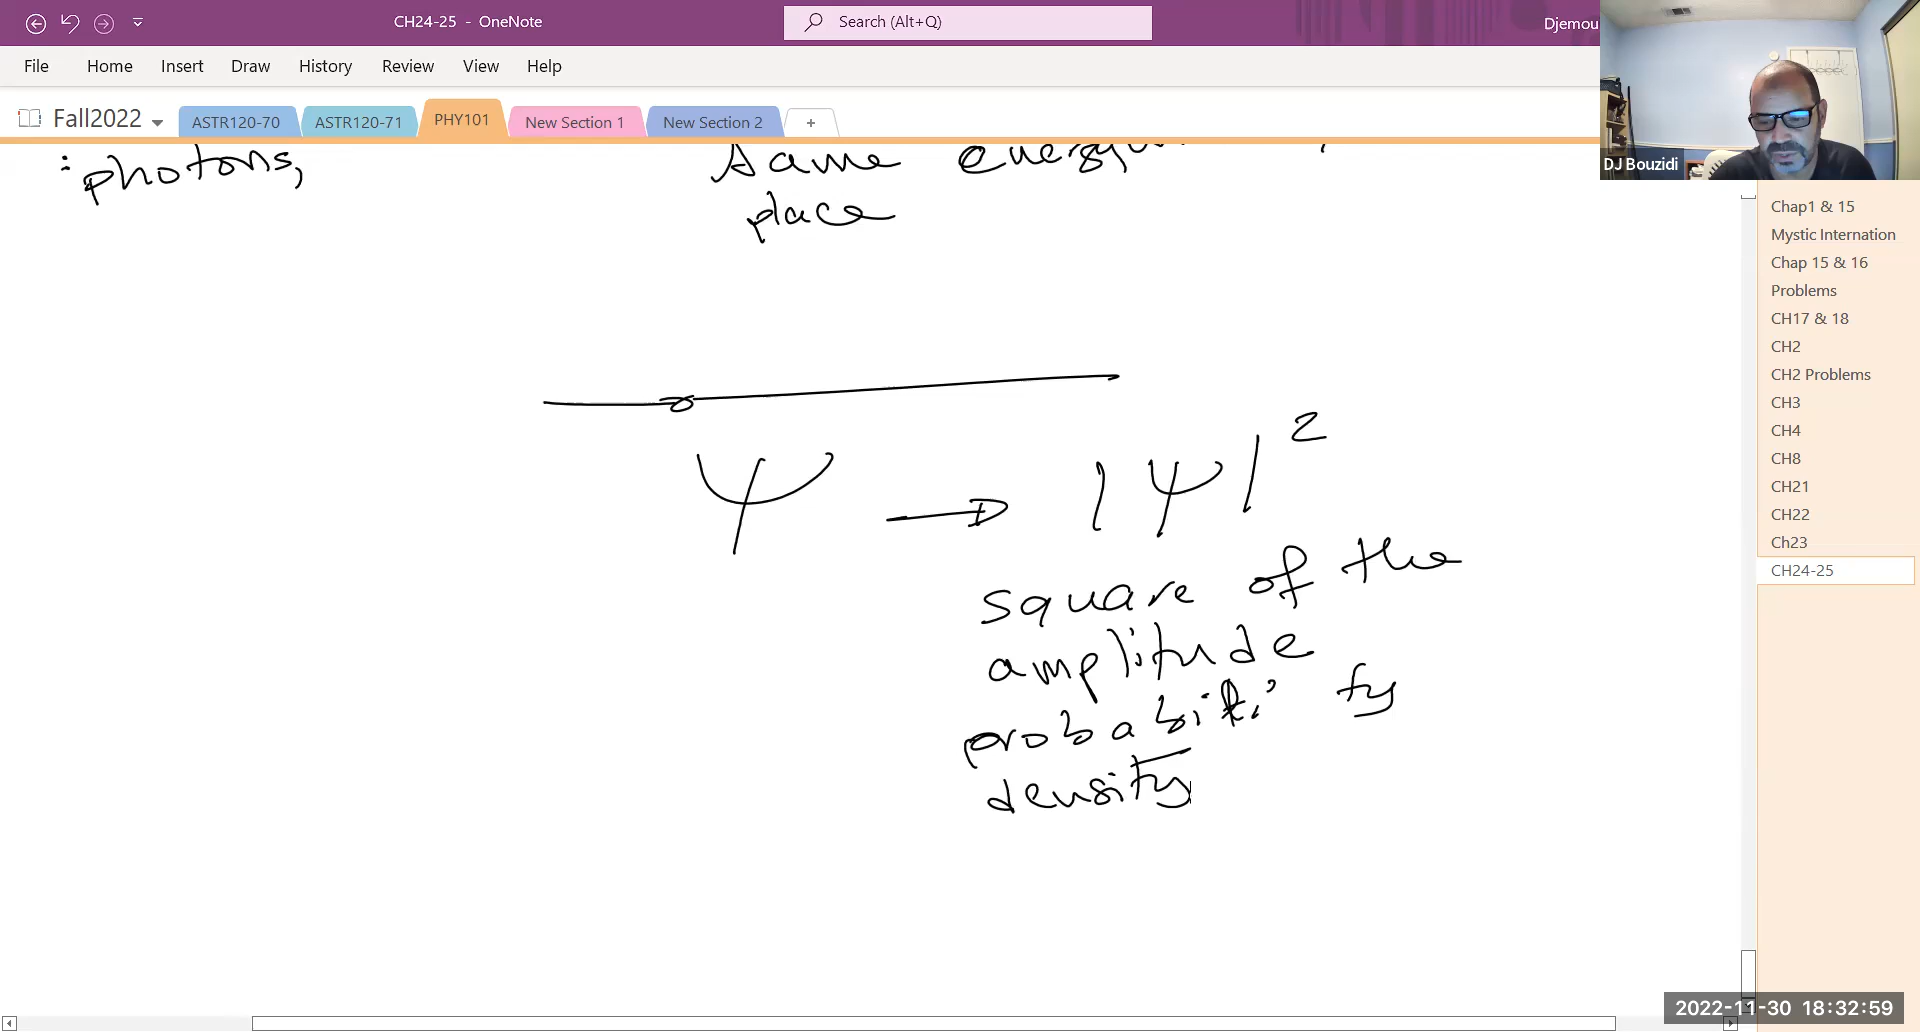 CH24-25 - OneNote
Search (Alt+Q)
Djemou
File Home Insert Draw History Review View Help
Fall2022
ASTR120-70
ASTR120-71
PHY101
New Section 1
New Section 2
+
DJ Bouzidi
: photons,
same
place
Ψ → |Ψ|²
square of the
amplitude
probability
density
Chap1 & 15
Mystic Internation
Chap 15 & 16
Problems
CH17 & 18
CH2
CH2 Problems
CH3
CH4
CH8
CH21
CH22
Ch23
CH24-25
2022-11-30 18:32:59